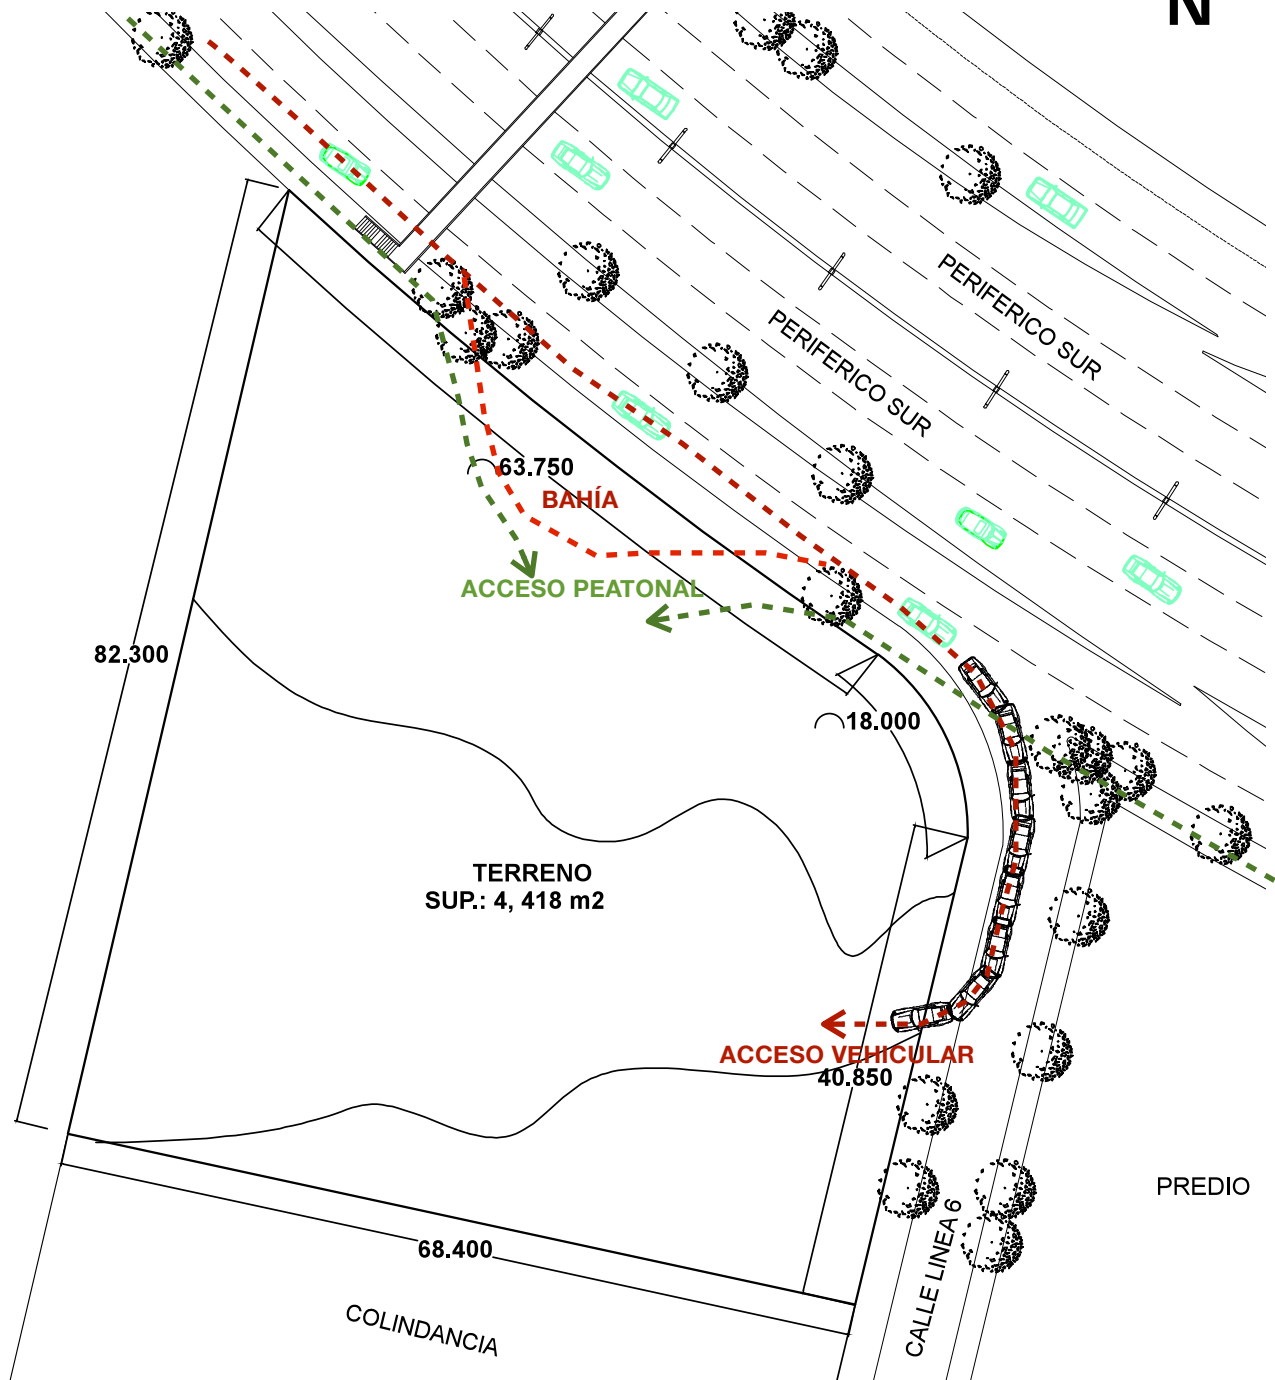 N
PERIFERICO SUR
PERIFERICO SUR
63.750
BAHÍA
ACCESO PEATONAL
82.300
18.000
TERRENO
SUP.: 4, 418 m2
ACCESO VEHICULAR
40.850
PREDIO
CALLE LINEA 6
68.400
COLINDANCIA